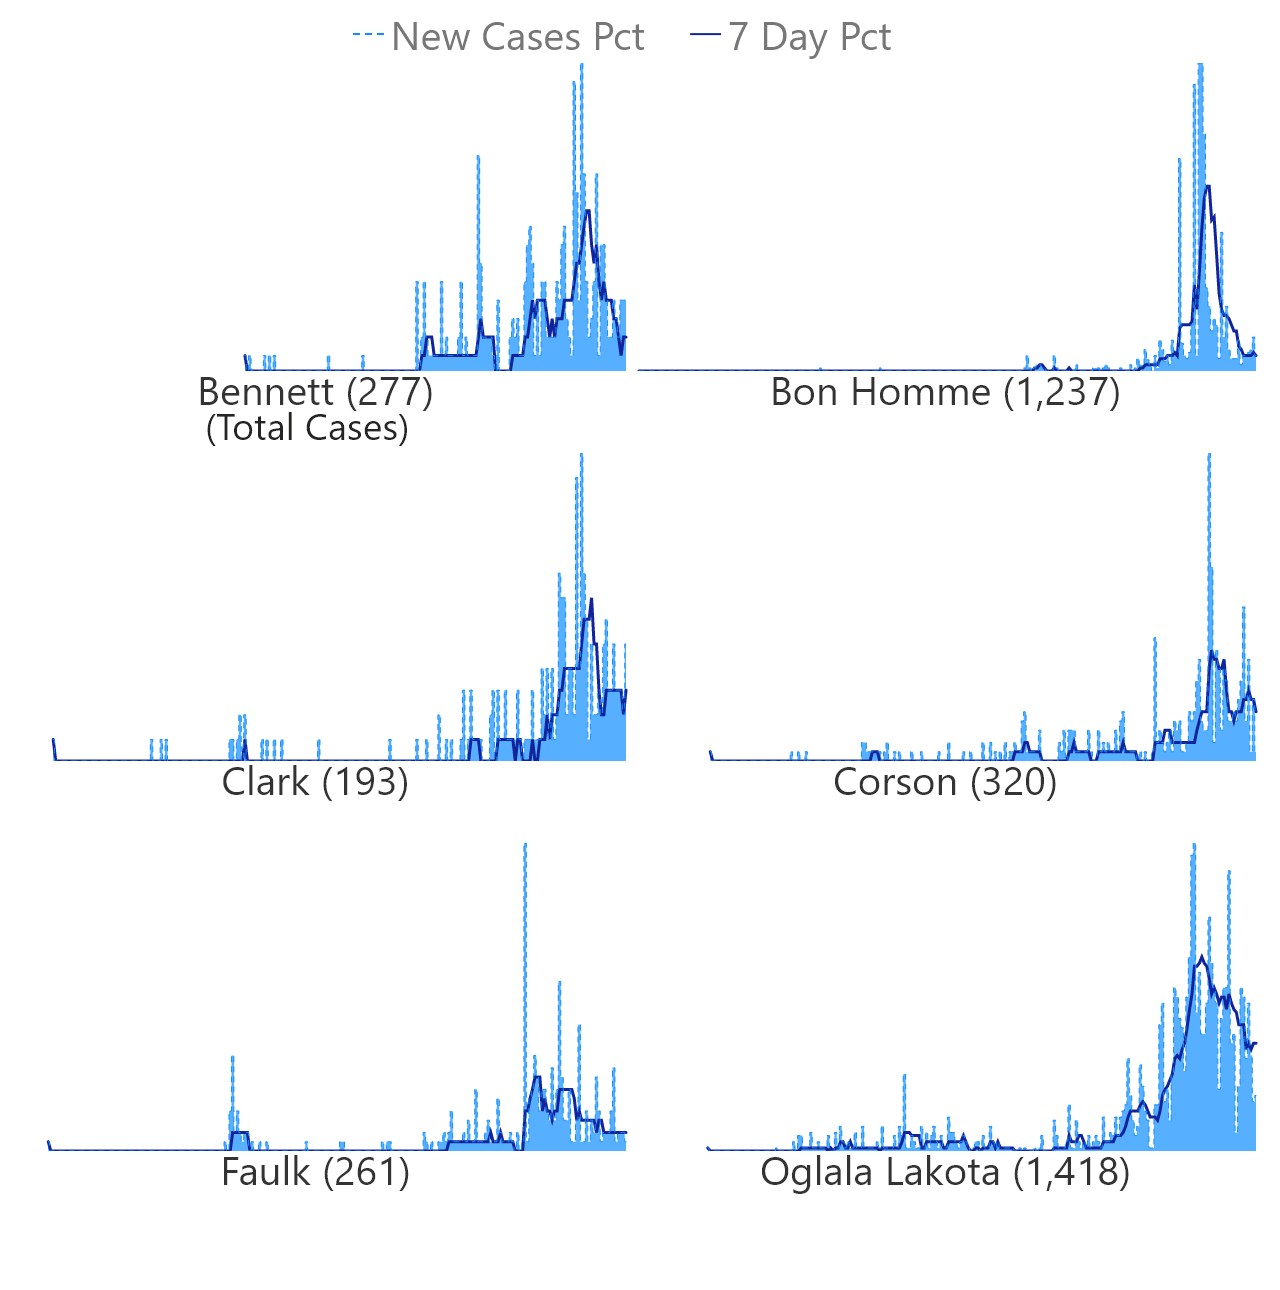 New Cases Pct 7 Day Pct
Bennett (277)
(Total Cases)
Bon Homme (1,237)
Clark (193)
Corson (320)
Faulk (261)
Oglala Lakota (1,418)